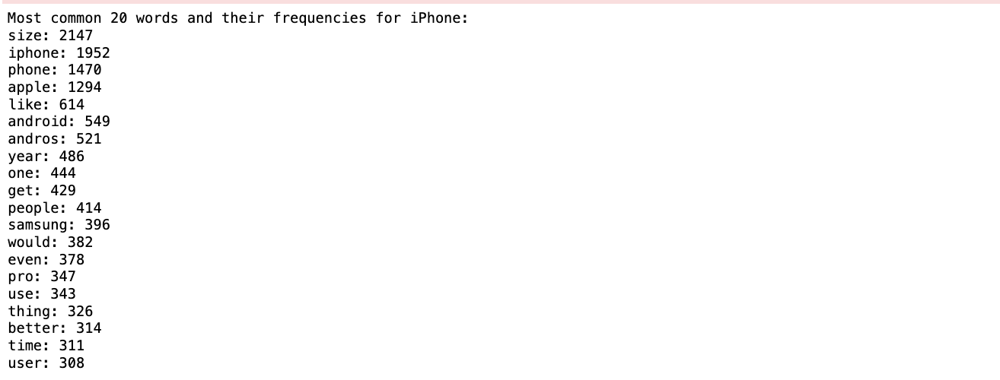 Most common 20 words and their frequencies for iPhone:
size: 2147
iphone: 1952
phone: 1470
apple: 1294
like: 614
android: 549
andros: 521
year: 486
one: 444
get: 429
people: 414
samsung: 396
would: 382
even: 378
pro: 347
use: 343
thing: 326
better: 314
time: 311
user: 308